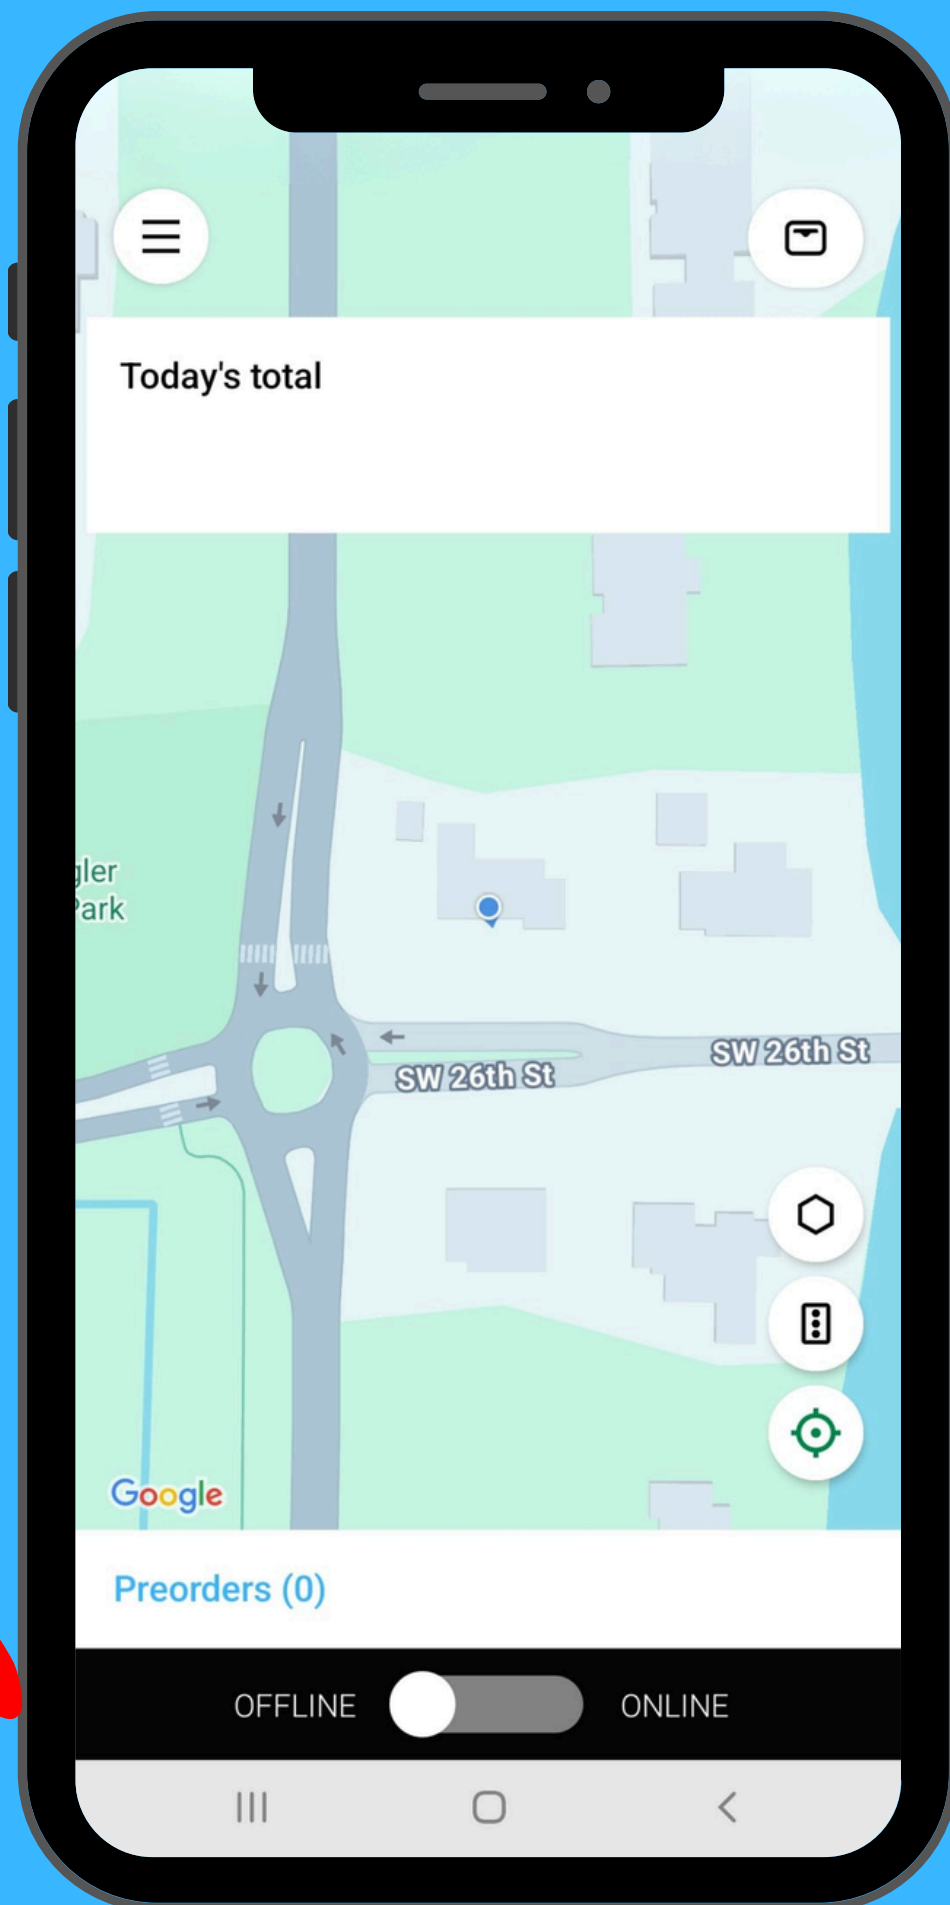 Today's total
gler
Park
SW 26th St
SW 26th St
Google
Preorders (0)
OFFLINE ONLINE